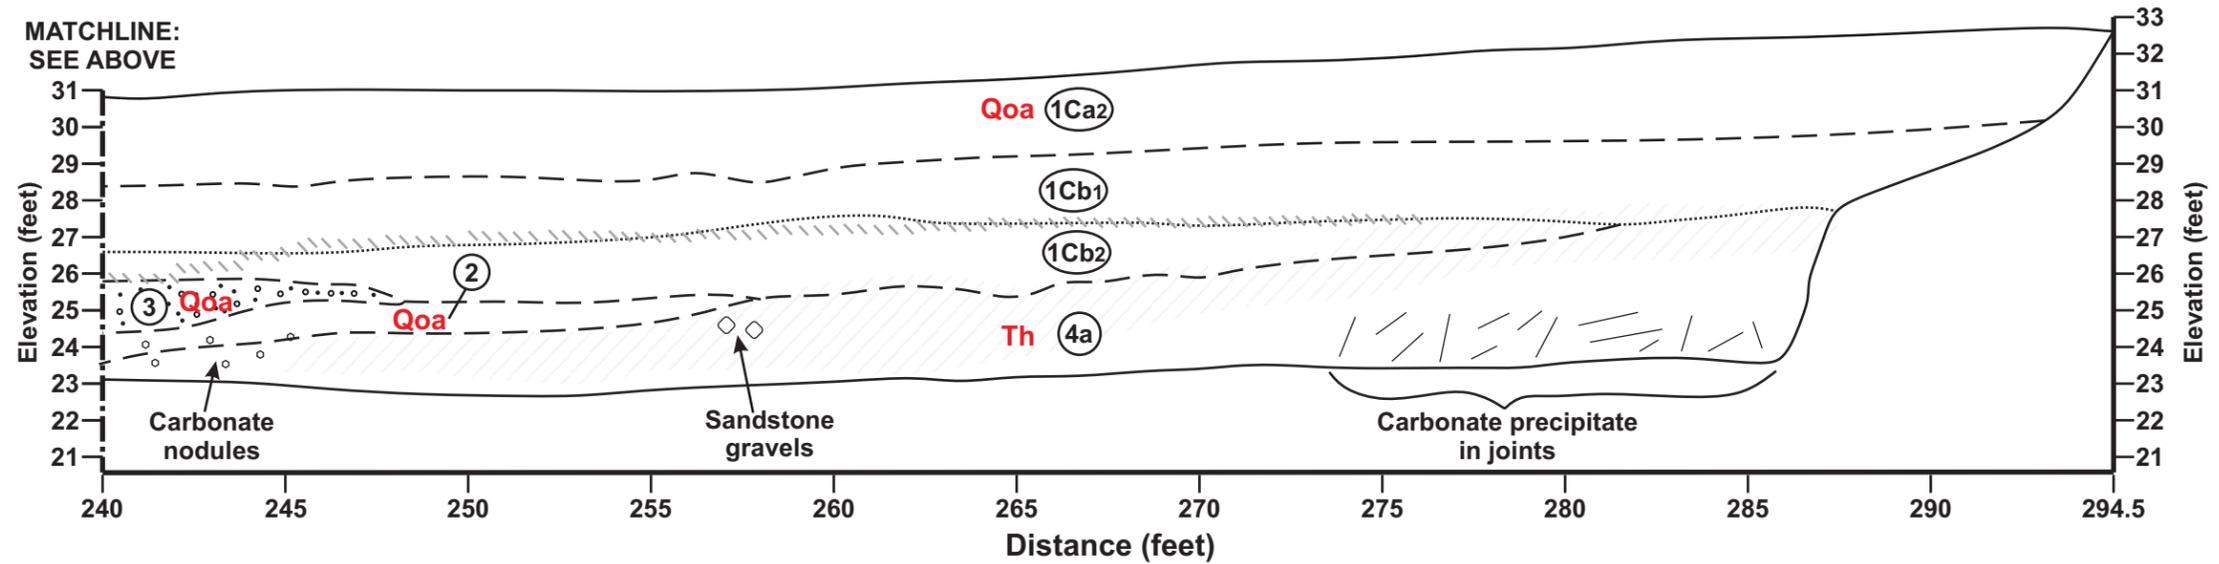 MATCHLINE:
SEE ABOVE
33
32
31
30
29
28
27
26
25
24
23
22
21
Elevation (feet)
31
30
29
28
27
26
25
24
23
22
21
Elevation (feet)
Qoa 1Ca2
1Cb1
1Cb2
2
3 Qoa
Qoa
Th 4a
Carbonate
nodules
Sandstone
gravels
Carbonate precipitate
in joints
240 245 250 255 260 265 270 275 280 285 290 294.5
Distance (feet)